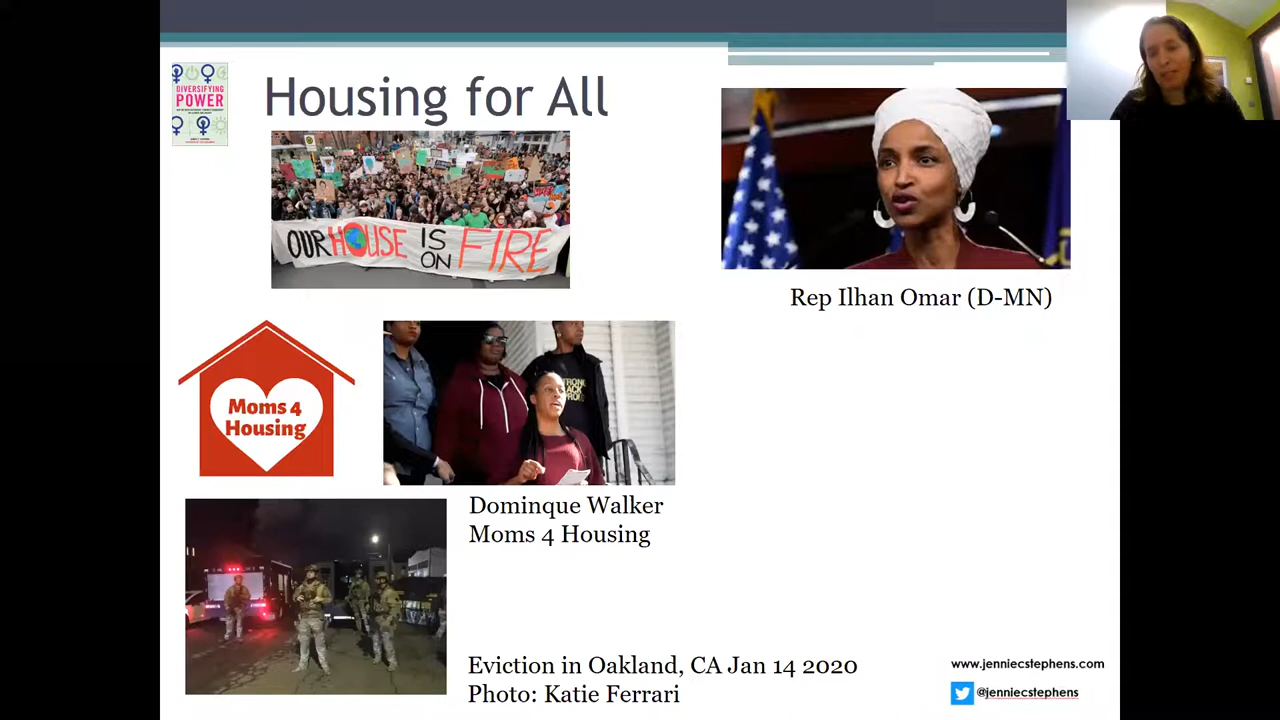 DIVERSIFYING
POWER
Housing for All
OUR HOUSE IS
ON FIRE
Rep Ilhan Omar (D-MN)
Moms 4
Housing
Dominque Walker
Moms 4 Housing
Eviction in Oakland, CA Jan 14 2020
Photo: Katie Ferrari
www.jenniecstephens.com
@jenniecstephens